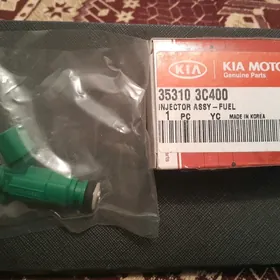 KIA
KIA MOTO
Genuine Parts
35310 3C400
INJECTOR ASSY-FUEL
1 PC YC MADE IN KOREA